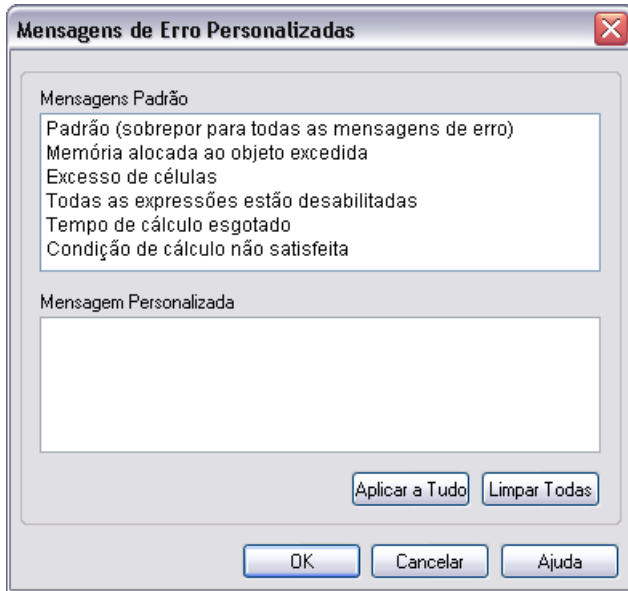 Mensagens de Erro Personalizadas
Mensagens Padrão
Padrão (sobrepor para todas as mensagens de erro)
Memória alocada ao objeto excedida
Excesso de células
Todas as expressões estão desabilitadas
Tempo de cálculo esgotado
Condição de cálculo não satisfeita
Mensagem Personalizada
Aplicar a Tudo Limpar Todas
OK Cancelar Ajuda